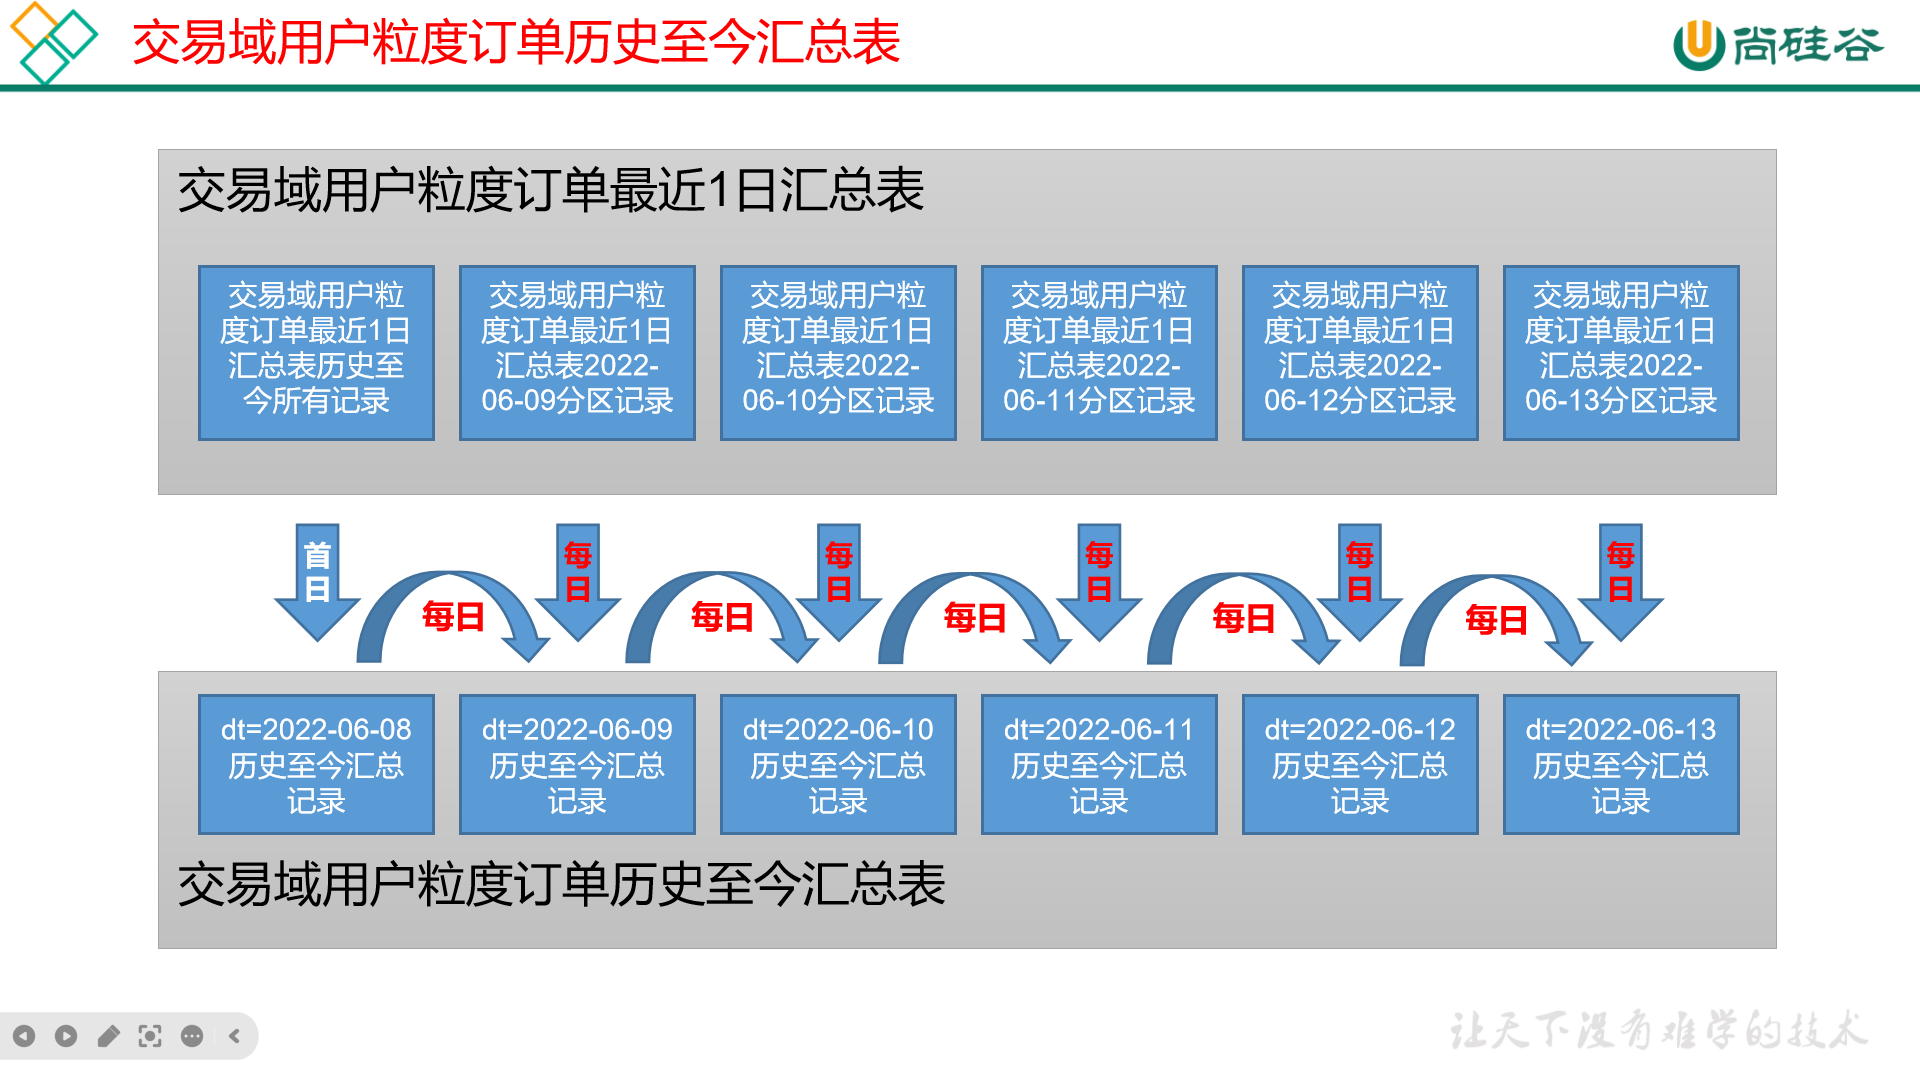 交易域用户粒度订单历史至今汇总表
尚硅谷
交易域用户粒度订单最近1日汇总表
交易域用户粒
度订单最近1日
汇总表历史至
今所有记录
交易域用户粒
度订单最近1日
汇总表2022-
06-09分区记录
交易域用户粒
度订单最近1日
汇总表2022-
06-10分区记录
交易域用户粒
度订单最近1日
汇总表2022-
06-11分区记录
交易域用户粒
度订单最近1日
汇总表2022-
06-12分区记录
交易域用户粒
度订单最近1日
汇总表2022-
06-13分区记录
首
日
每日
每
日
每日
每
日
每日
每
日
每日
每
日
每日
每
日
dt=2022-06-08
历史至今汇总
记录
dt=2022-06-09
历史至今汇总
记录
dt=2022-06-10
历史至今汇总
记录
dt=2022-06-11
历史至今汇总
记录
dt=2022-06-12
历史至今汇总
记录
dt=2022-06-13
历史至今汇总
记录
交易域用户粒度订单历史至今汇总表
让天下没有难学的技术